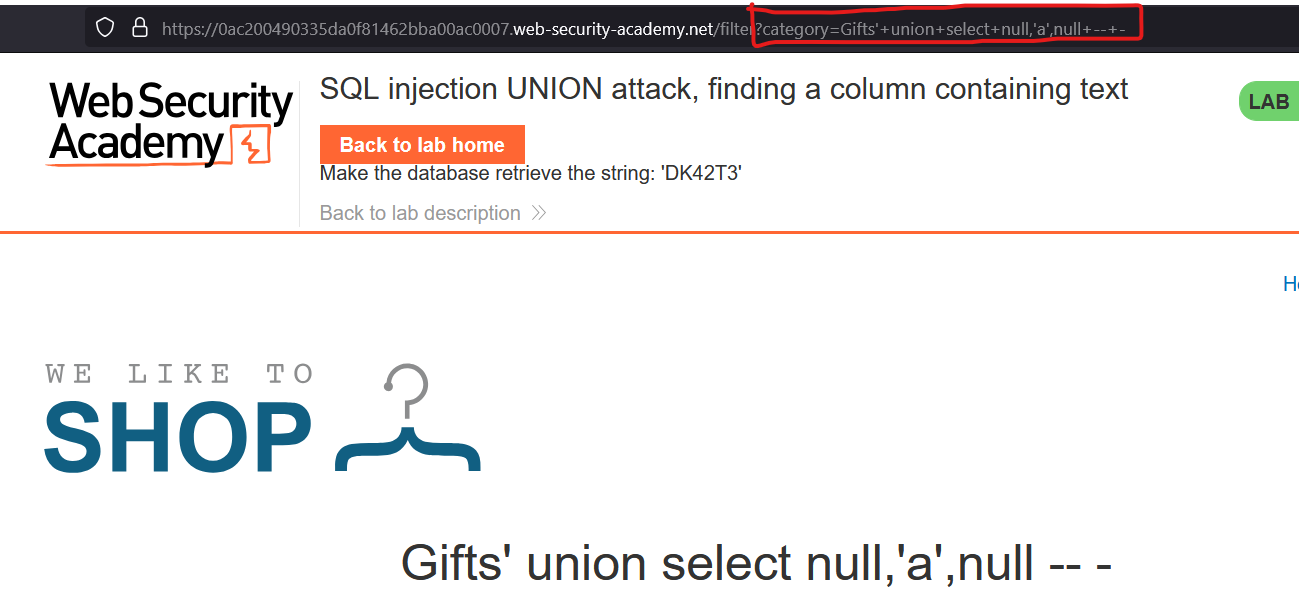 https://0ac200490335da0f81462bba00ac0007.web-security-academy.net/filter?category=Gifts'+union+select+null,'a',null+--+-
Web Security
Academy
SQL injection UNION attack, finding a column containing text
LAB
Back to lab home
Make the database retrieve the string: 'DK42T3'
Back to lab description
WE LIKE TO
SHOP
Gifts' union select null,'a',null -- -